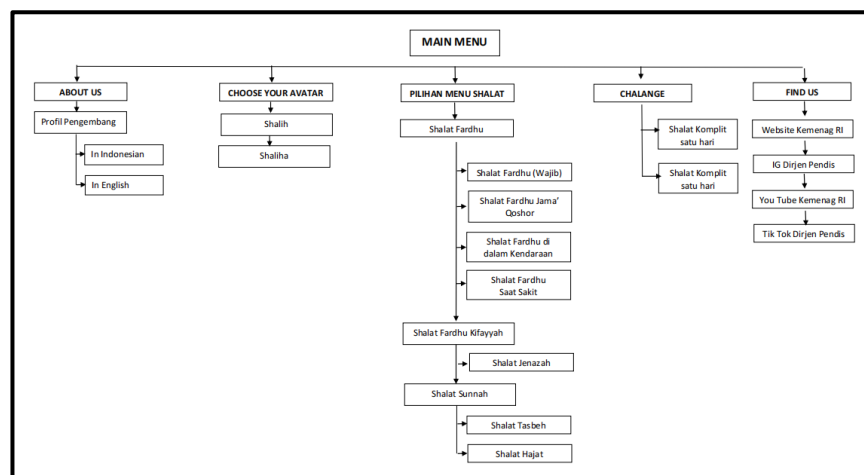 MAIN MENU
ABOUT US
Profil Pengembang
In Indonesian
In English
CHOOSE YOUR AVATAR
Shalih
Shaliha
PILIHAN MENU SHALAT
Shalat Fardhu
Shalat Fardhu (Wajib)
Shalat Fardhu Jama'
Qoshor
Shalat Fardhu di
dalam Kendaraan
Shalat Fardhu
Saat Sakit
Shalat Fardhu Kifayyah
Shalat Jenazah
Shalat Sunnah
Shalat Tasbeh
Shalat Hajat
CHALANGE
Shalat Komplit
satu hari
Shalat Komplit
satu hari
FIND US
Website Kemenag RI
IG Dirjen Pendis
You Tube Kemenag RI
Tik Tok Dirjen Pendis